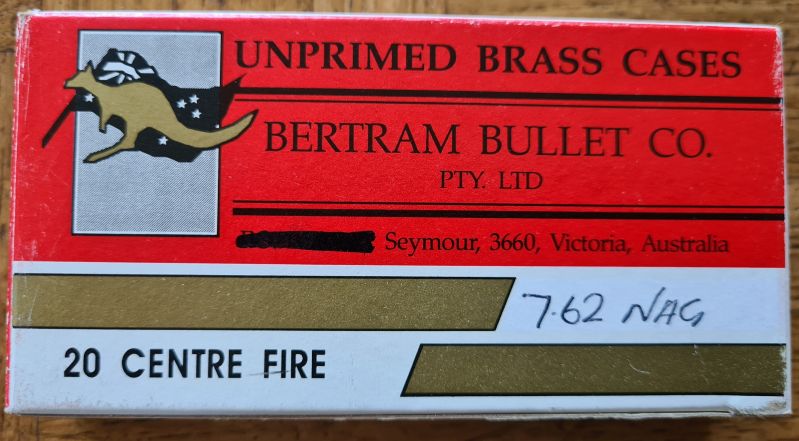 UNPRIMED BRASS CASES
BERTRAM BULLET CO.
PTY. LTD
Seymour, 3660, Victoria, Australia
7.62 NAG
20 CENTRE FIRE